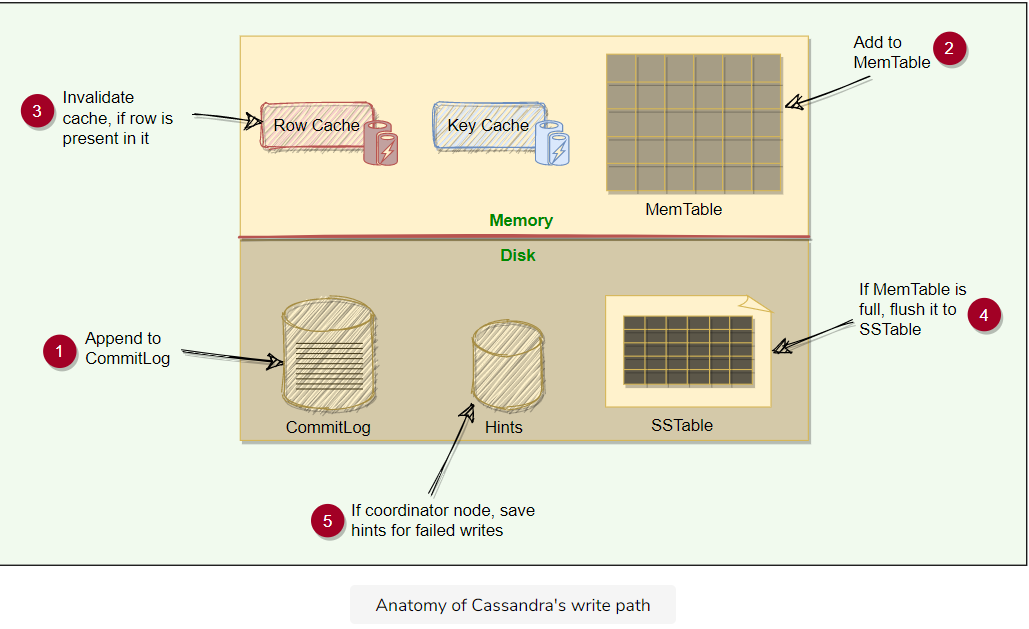 2
Add to
MemTable
3
Invalidate
cache, if row is
present in it
Row Cache
Key Cache
MemTable
Memory
Disk
1
Append to
CommitLog
If MemTable is
full, flush it to
SSTable
4
CommitLog
Hints
SSTable
5
If coordinator node, save
hints for failed writes
Anatomy of Cassandra's write path